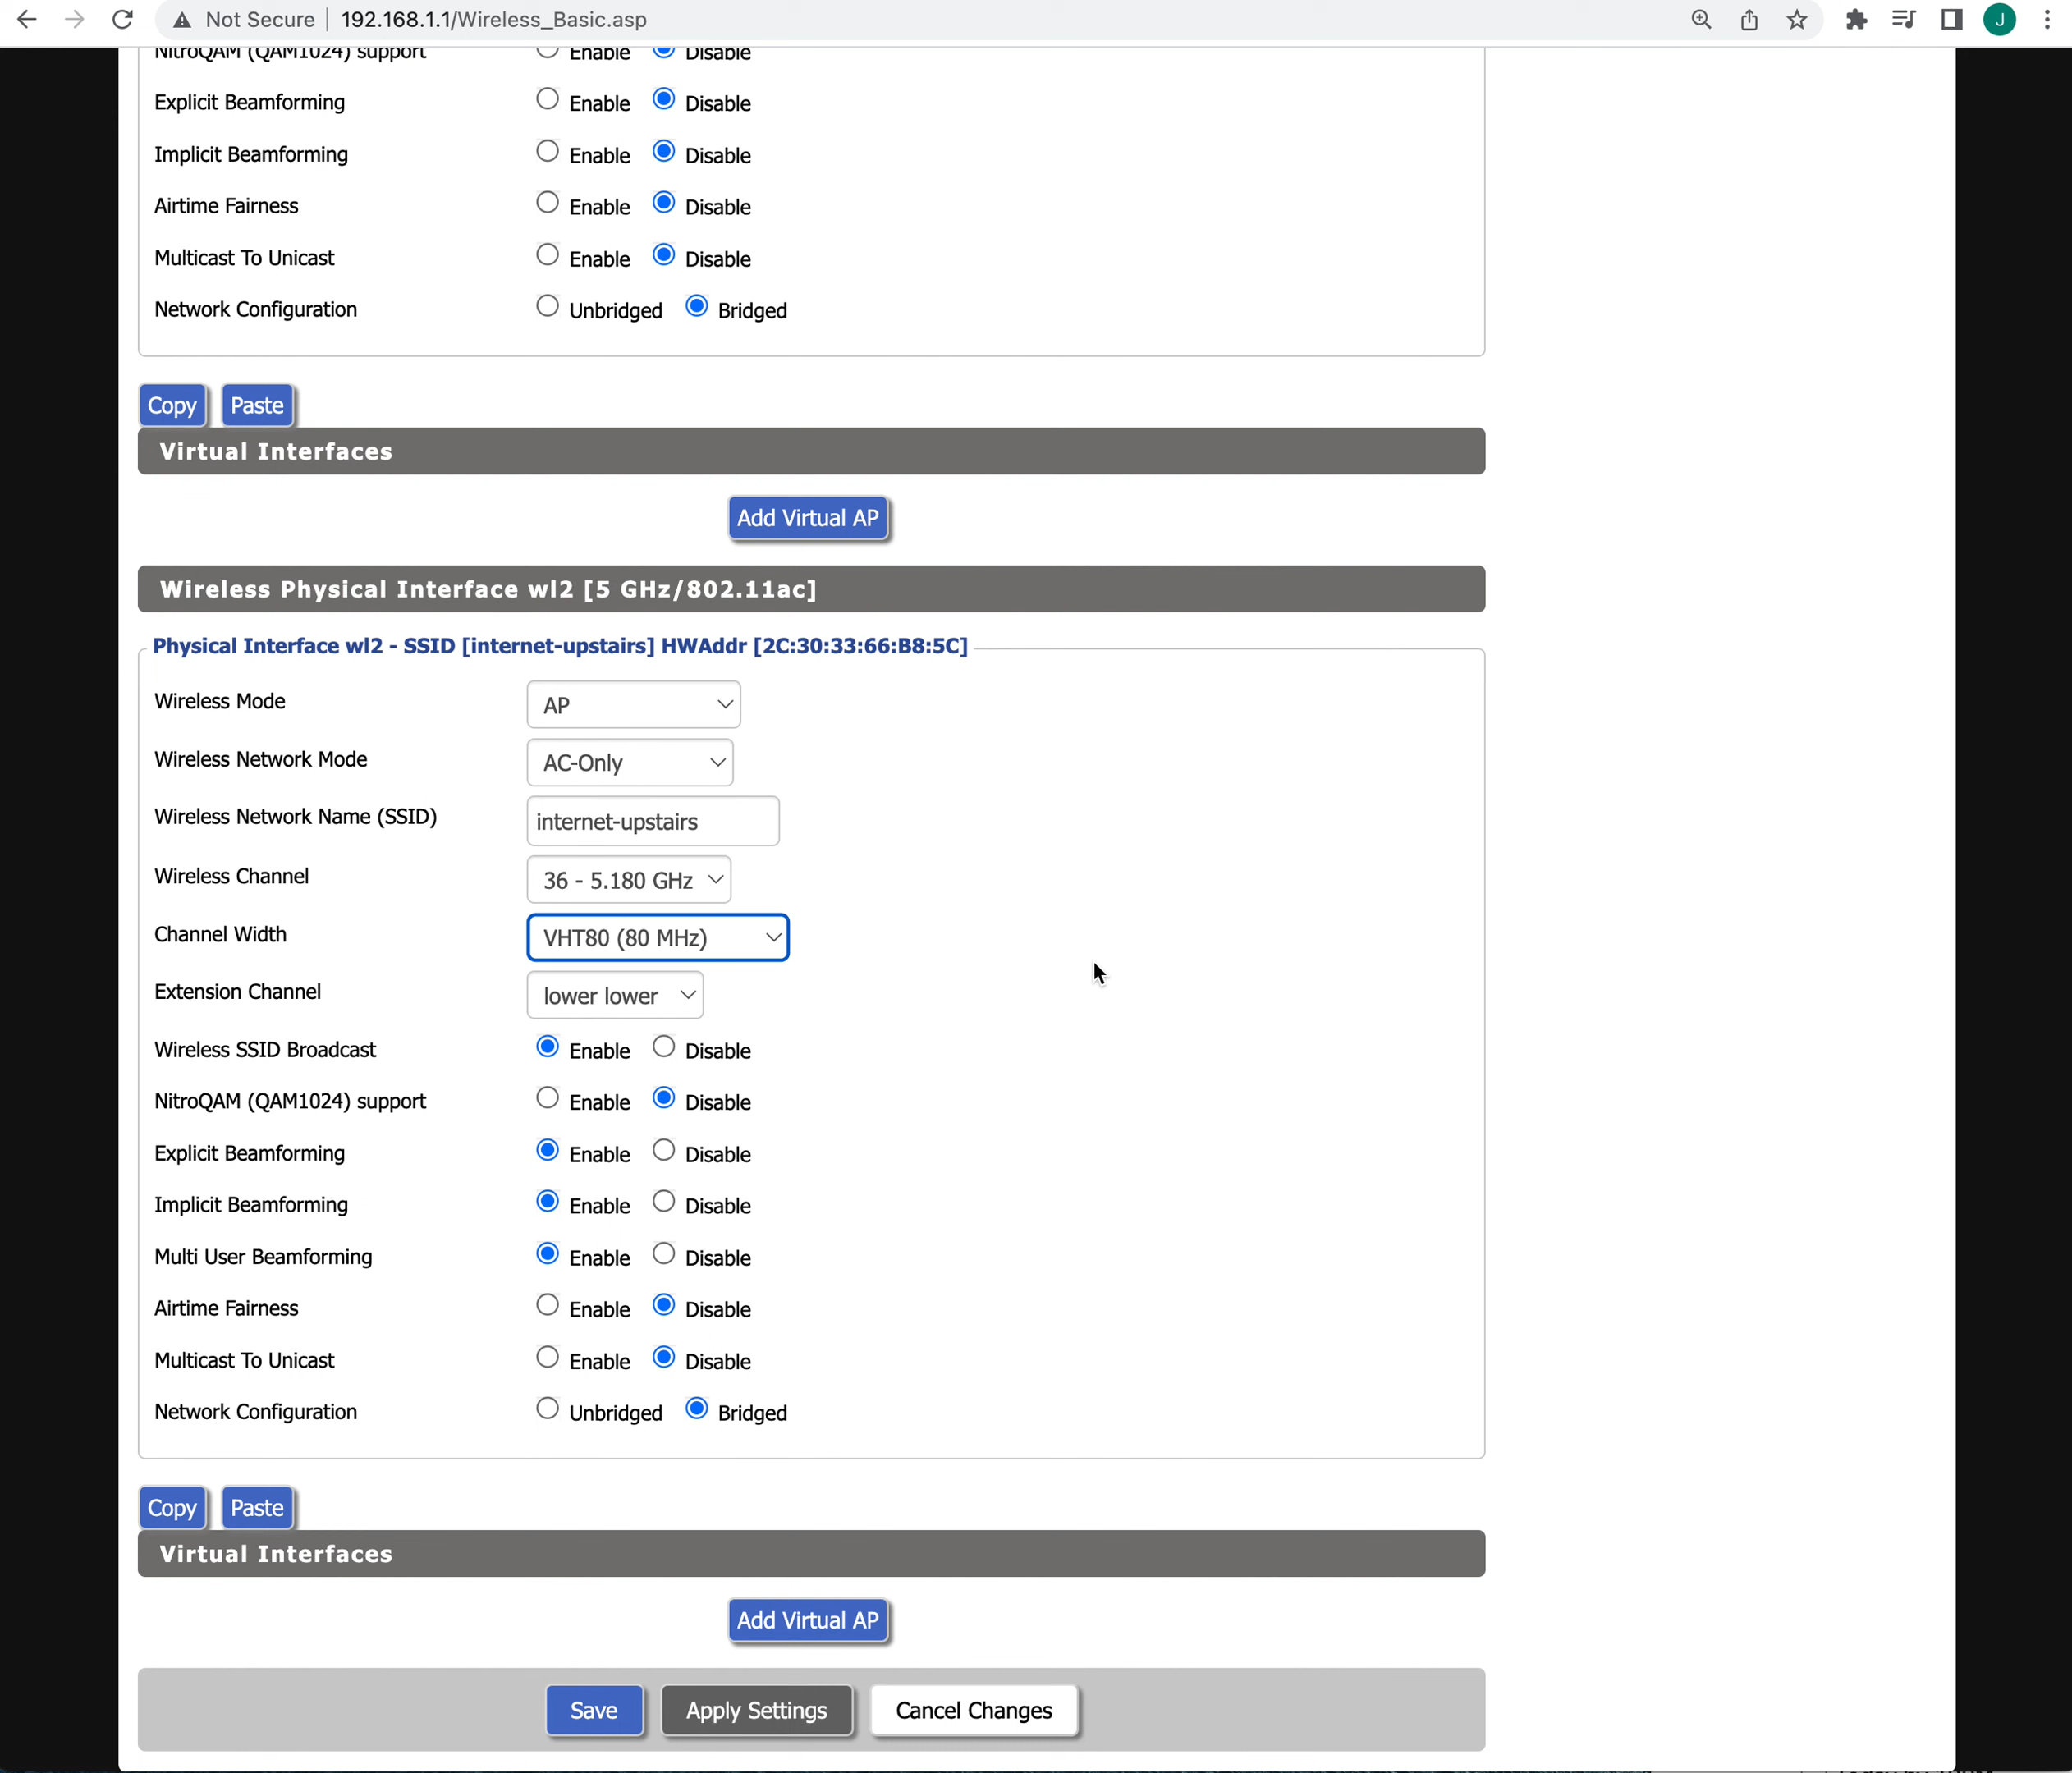 Not Secure | 192.168.1.1/Wireless_Basic.asp J
NitroQAM (QAM1024) support Enable Disable
Explicit Beamforming Enable Disable
Implicit Beamforming Enable Disable
Airtime Fairness Enable Disable
Multicast To Unicast Enable Disable
Network Configuration Unbridged Bridged
Copy Paste
Virtual Interfaces
Add Virtual AP
Wireless Physical Interface wl2 [5 GHz/802.11ac]
Physical Interface wl2 - SSID [internet-upstairs] HWAddr [2C:30:33:66:B8:5C]
Wireless Mode AP
Wireless Network Mode AC-Only
Wireless Network Name (SSID) internet-upstairs
Wireless Channel 36 - 5.180 GHz
Channel Width VHT80 (80 MHz)
Extension Channel lower lower
Wireless SSID Broadcast Enable Disable
NitroQAM (QAM1024) support Enable Disable
Explicit Beamforming Enable Disable
Implicit Beamforming Enable Disable
Multi User Beamforming Enable Disable
Airtime Fairness Enable Disable
Multicast To Unicast Enable Disable
Network Configuration Unbridged Bridged
Copy Paste
Virtual Interfaces
Add Virtual AP
Save Apply Settings Cancel Changes